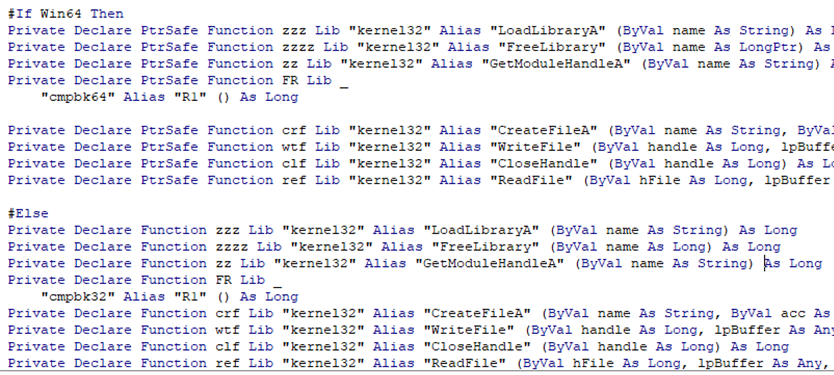 #If Win64 Then
Private Declare PtrSafe Function zzz Lib "kernel32" Alias "LoadLibraryA" (ByVal name As String) As
Private Declare PtrSafe Function zzzz Lib "kernel32" Alias "FreeLibrary" (ByVal name As LongPtr) As
Private Declare PtrSafe Function zz Lib "kernel32" Alias "GetModuleHandleA" (ByVal name As String)
Private Declare PtrSafe Function FR Lib _
"cmpbk64" Alias "R1" () As Long
Private Declare PtrSafe Function crf Lib "kernel32" Alias "CreateFileA" (ByVal name As String, ByVal
Private Declare PtrSafe Function wtf Lib "kernel32" Alias "WriteFile" (ByVal handle As Long, lpBuffe
Private Declare PtrSafe Function clf Lib "kernel32" Alias "CloseHandle" (ByVal handle As Long) As Lo
Private Declare PtrSafe Function ref Lib "kernel32" Alias "ReadFile" (ByVal hFile As Long, lpBuffer
#Else
Private Declare Function zzz Lib "kernel32" Alias "LoadLibraryA" (ByVal name As String) As Long
Private Declare Function zzzz Lib "kernel32" Alias "FreeLibrary" (ByVal name As Long) As Long
Private Declare Function zz Lib "kernel32" Alias "GetModuleHandleA" (ByVal name As String) As Long
Private Declare Function FR Lib _
"cmpbk32" Alias "R1" () As Long
Private Declare Function crf Lib "kernel32" Alias "CreateFileA" (ByVal name As String, ByVal acc As
Private Declare Function wtf Lib "kernel32" Alias "WriteFile" (ByVal handle As Long, lpBuffer As Any
Private Declare Function clf Lib "kernel32" Alias "CloseHandle" (ByVal handle As Long) As Long
Private Declare Function ref Lib "kernel32" Alias "ReadFile" (ByVal hFile As Long, lpBuffer As Any,